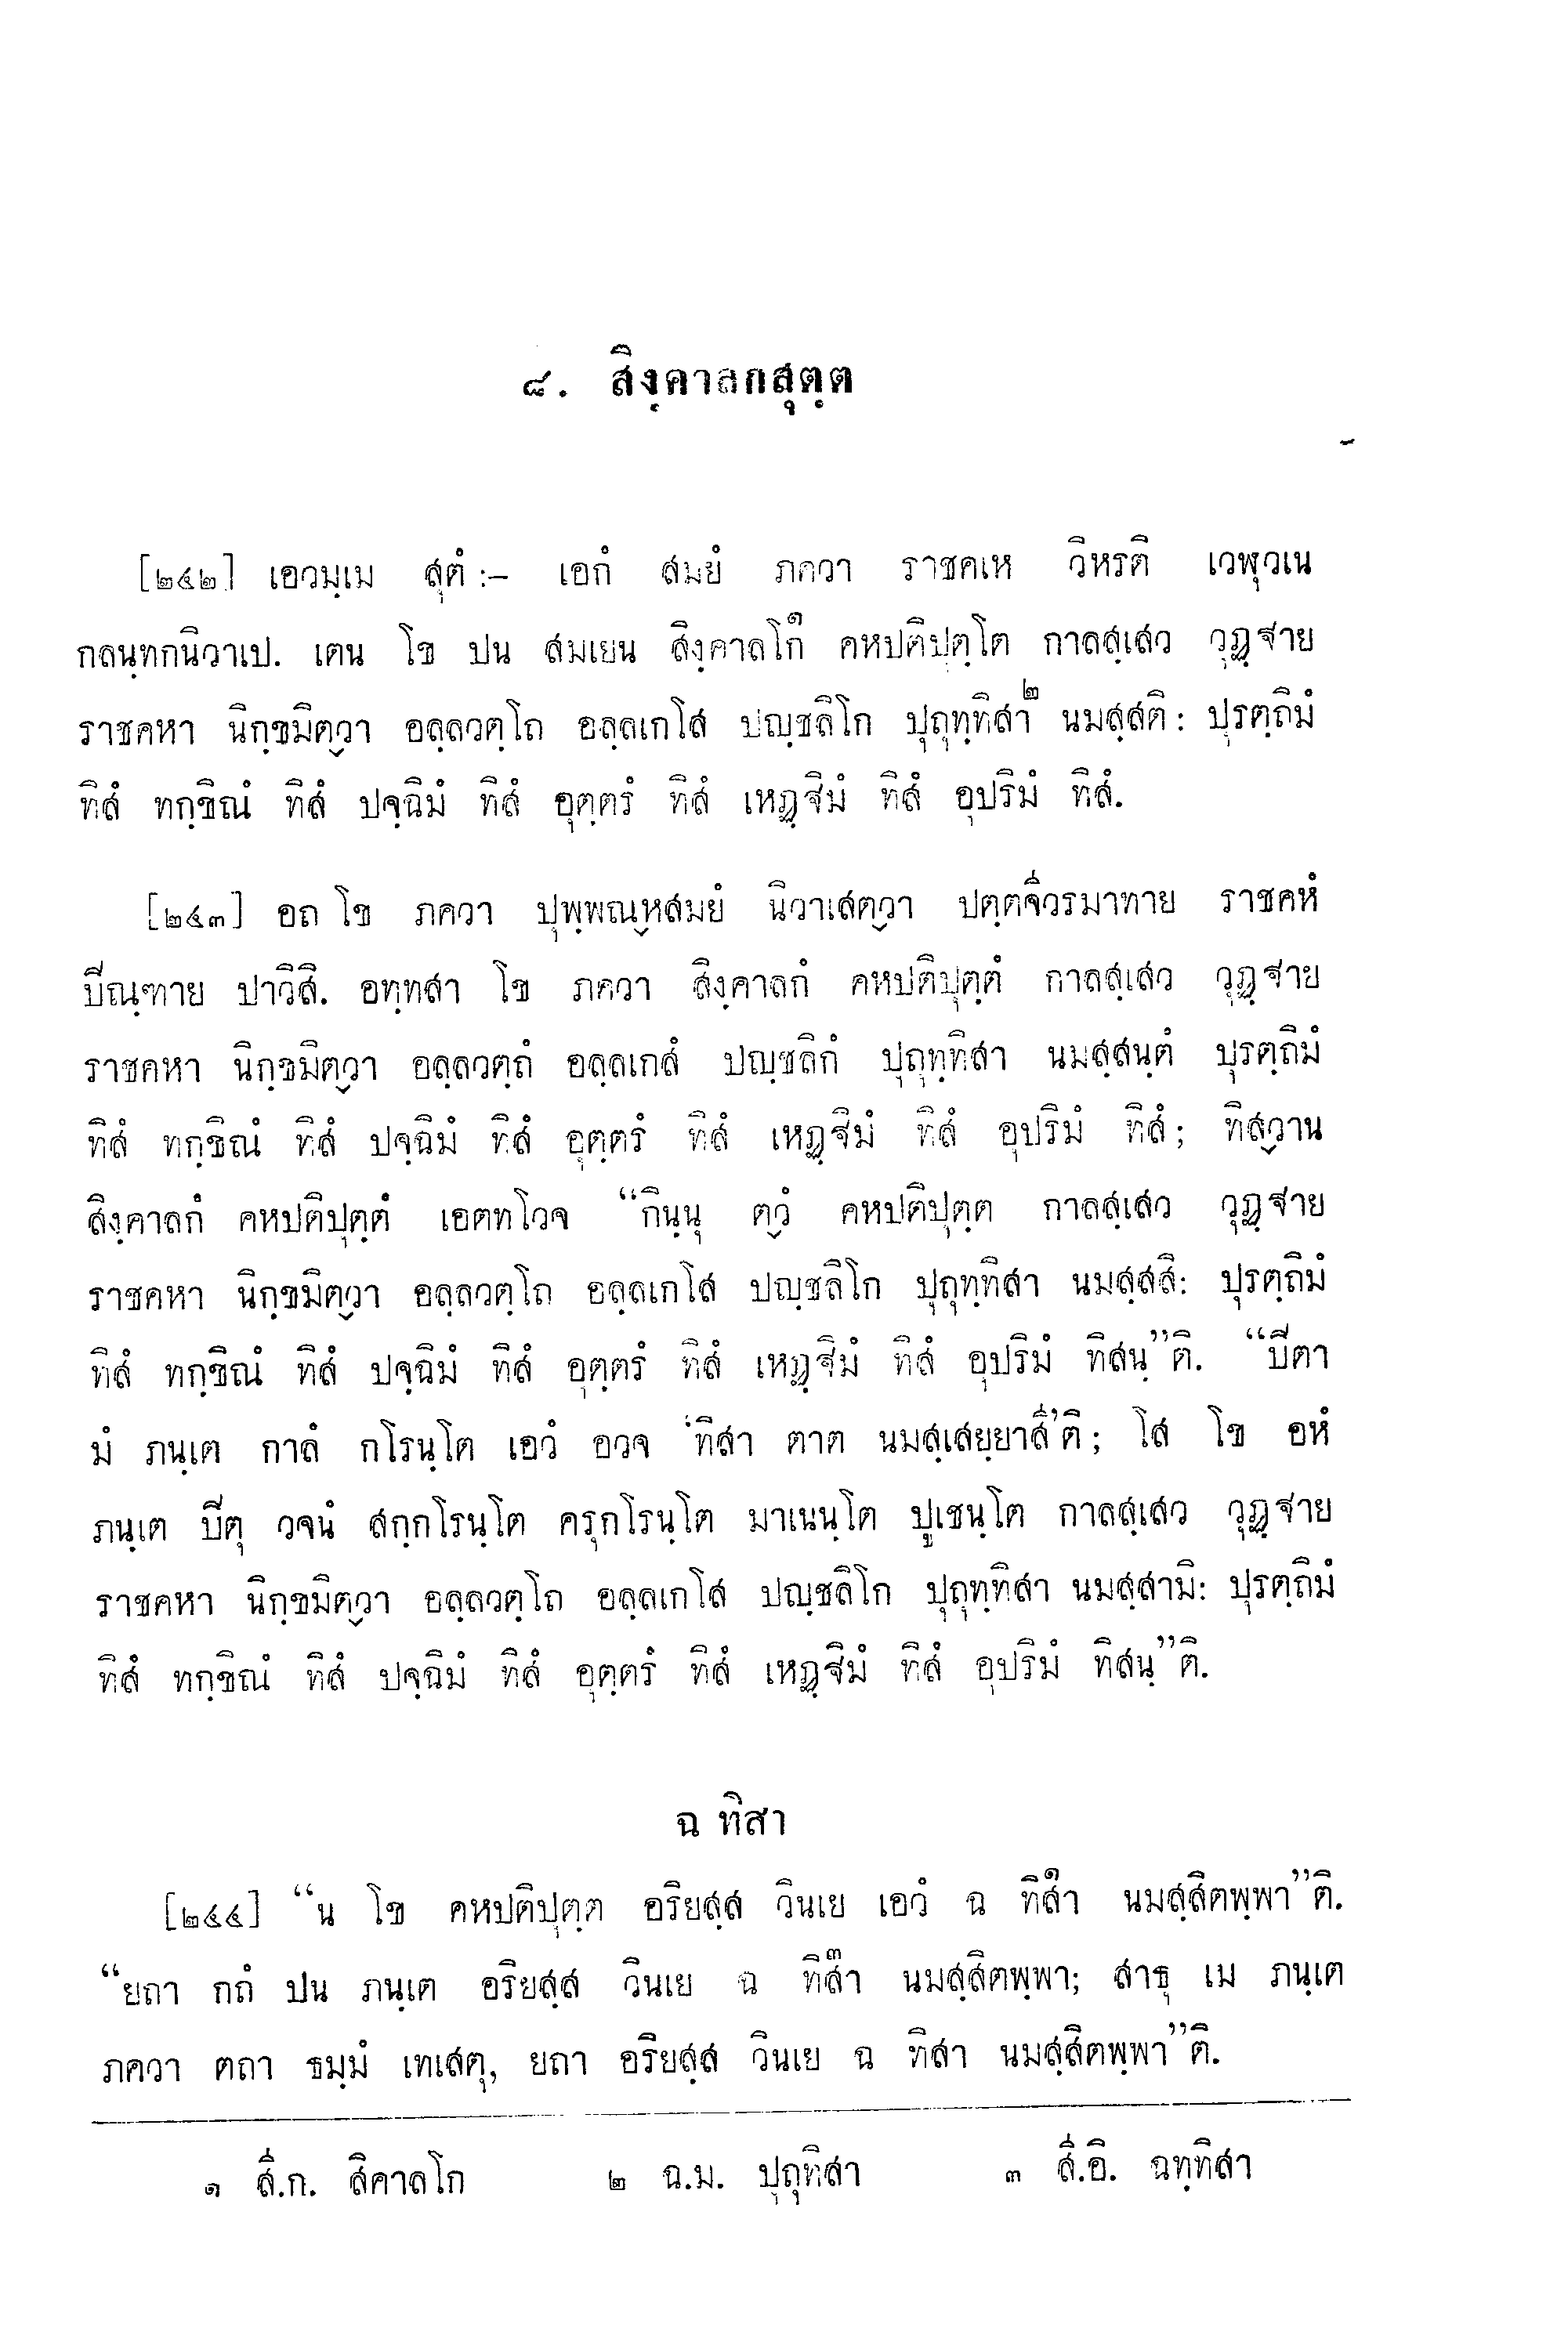 ๘. สิงฺคาลกสุตฺต
[๒๔๒] เอวมฺเม สุตํ :– เอกํ สมยํ ภควา ราชคเห วิหรติ เวฬุวเน
กลนฺทกนิวาเป. เตน โข ปน สมเยน สิงฺคาลโก๑ คหปติปุตฺโต กาลสฺเสว วุฏฺฐาย
ราชคหา นิกฺขมิตฺวา อลฺลวตฺโถ อลฺลเกโส ปญฺชลิโก ปุถุทฺทิสา๒ นมสฺสติ: ปุรตฺถิมํ
ทิสํ ทกฺขิณํ ทิสํ ปจฺฉิมํ ทิสํ อุตฺตรํ ทิสํ เหฏฺฐิมํ ทิสํ อุปริมํ ทิสํ.
[๒๔๓] อถ โข ภควา ปุพฺพณฺหสมยํ นิวาเสตฺวา ปตฺตจีวรมาทาย ราชคหํ
ปิณฺฑาย ปาวิสิ. อทฺทสา โข ภควา สิงฺคาลกํ คหปติปุตฺตํ กาลสฺเสว วุฏฺฐาย
ราชคหา นิกฺขมิตฺวา อลฺลวตฺถํ อลฺลเกสํ ปญฺชลิกํ ปุถุทฺทิสา นมสฺสนฺตํ ปุรตฺถิมํ
ทิสํ ทกฺขิณํ ทิสํ ปจฺฉิมํ ทิสํ อุตฺตรํ ทิสํ เหฏฺฐิมํ ทิสํ อุปริมํ ทิสํ; ทิสฺวาน
สิงฺคาลกํ คหปติปุตฺตํ เอตทโวจ “กินฺนุ ตฺวํ คหปติปุตฺต กาลสฺเสว วุฏฺฐาย
ราชคหา นิกฺขมิตฺวา อลฺลวตฺโถ อลฺลเกโส ปญฺชลิโก ปุถุทฺทิสา นมสฺสสิ: ปุรตฺถิมํ
ทิสํ ทกฺขิณํ ทิสํ ปจฺฉิมํ ทิสํ อุตฺตรํ ทิสํ เหฏฺฐิมํ ทิสํ อุปริมํ ทิสนฺ”ติ. “ปิตา
มํ ภนฺเต กาลํ กโรนฺโต เอวํ อวจ ‘ทิสา ตาต นมสฺเสยฺยาสี’ติ; โส โข อหํ
ภนฺเต ปิตุ วจนํ สกฺกโรนฺโต ครุกโรนฺโต มาเนนฺโต ปูเชนฺโต กาลสฺเสว วุฏฺฐาย
ราชคหา นิกฺขมิตฺวา อลฺลวตฺโถ อลฺลเกโส ปญฺชลิโก ปุถุทฺทิสา นมสฺสามิ: ปุรตฺถิมํ
ทิสํ ทกฺขิณํ ทิสํ ปจฺฉิมํ ทิสํ อุตฺตรํ ทิสํ เหฏฺฐิมํ ทิสํ อุปริมํ ทิสนฺ”ติ.
ฉ ทิสา
[๒๔๔] “น โข คหปติปุตฺต อริยสฺส วินเย เอวํ ฉ ทิสา๑ นมสฺสิตพฺพา”ติ.
“ยถา กถํ ปน ภนฺเต อริยสฺส วินเย ฉ ทิสา๓ นมสฺสิตพฺพา; สาธุ เม ภนฺเต
ภควา ตถา ธมฺมํ เทเสตุ, ยถา อริยสฺส วินเย ฉ ทิสา นมสฺสิตพฺพา”ติ.
๑ สี.ก. สิคาลโก ๒ ฉ.ม. ปุถุทิสา ๓ สี.อิ. ฉทฺทิสา